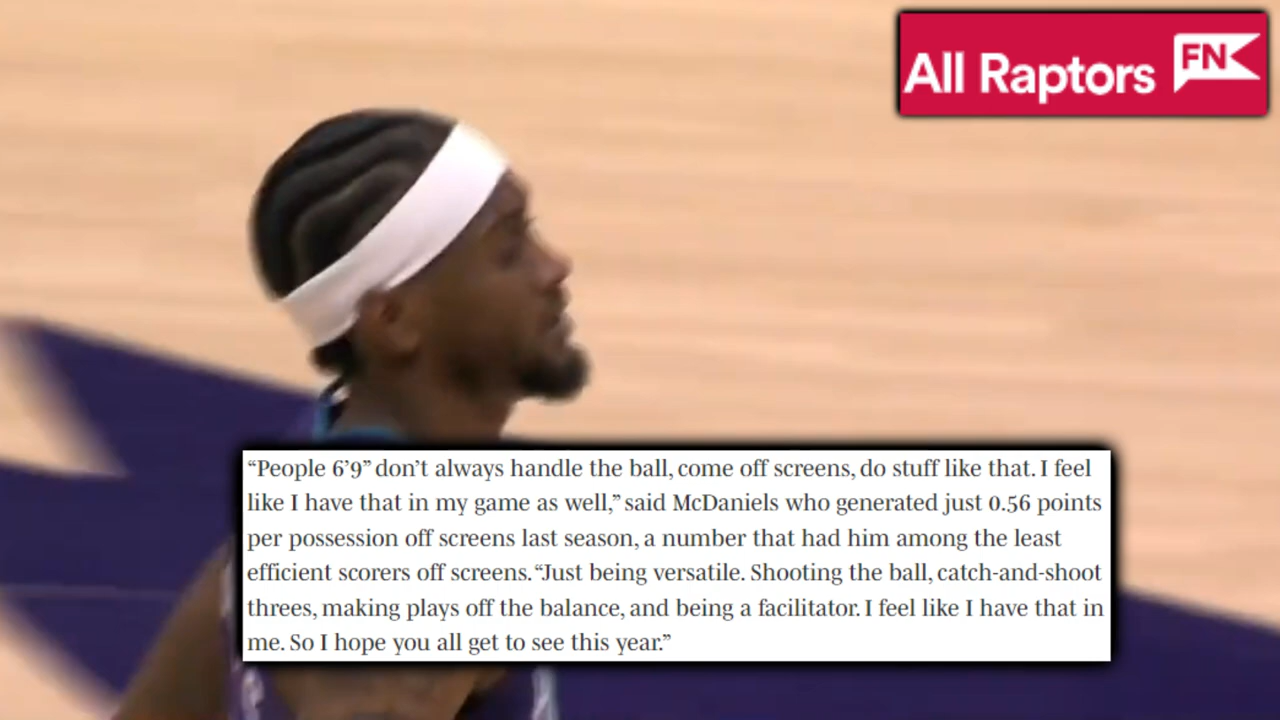 All Raptors FN
“People 6’9” don’t always handle the ball, come off screens, do stuff like that. I feel
like I have that in my game as well,” said McDaniels who generated just 0.56 points
per possession off screens last season, a number that had him among the least
efficient scorers off screens. “Just being versatile. Shooting the ball, catch-and-shoot
threes, making plays off the balance, and being a facilitator. I feel like I have that in
me. So I hope you all get to see this year.”